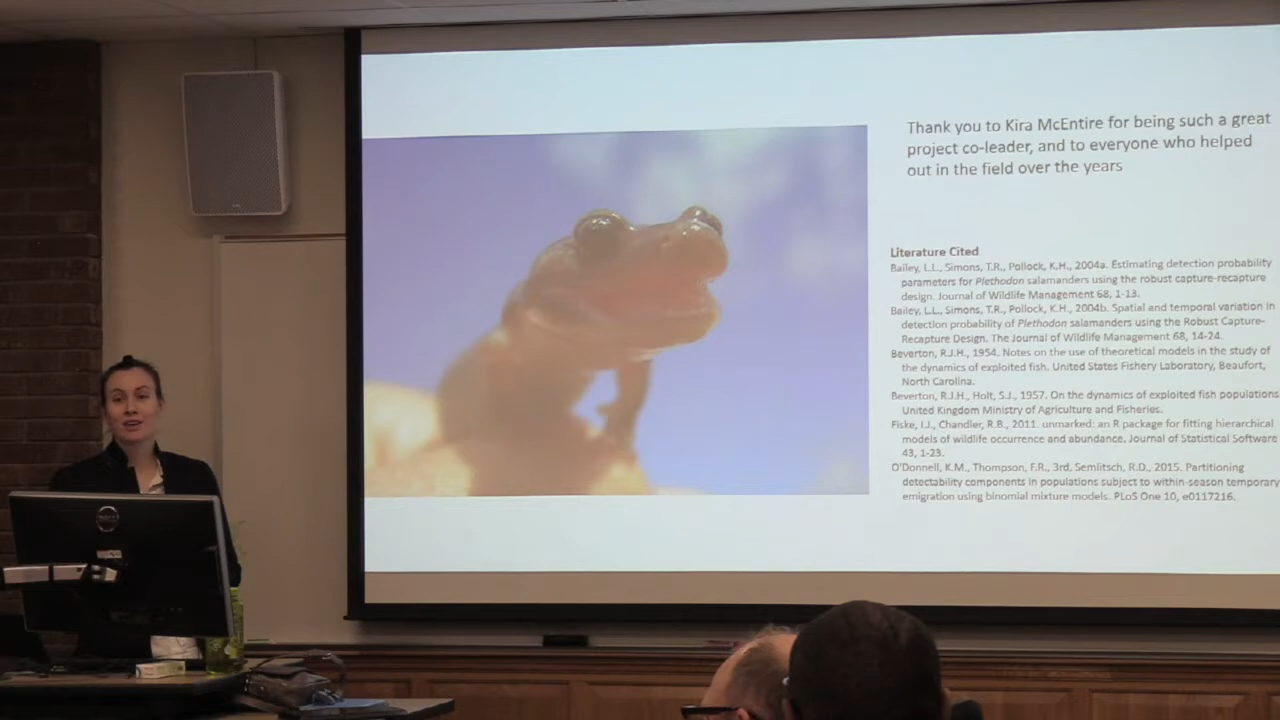 Thank you to Kira McEntire for being such a great
project co-leader, and to everyone who helped
out in the field over the years
Literature Cited
Bailey, L.L., Simons, T.R., Pollock, K.H., 2004a. Estimating detection probability
parameters for Plethodon salamanders using the robust capture-recapture
design. Journal of Wildlife Management 68, 1-13.
Bailey, L.L., Simons, T.R., Pollock, K.H., 2004b. Spatial and temporal variation in
detection probability of Plethodon salamanders using the Robust Capture-
Recapture Design. The Journal of Wildlife Management 68, 14-24.
Beverton, R.J.H., 1954. Notes on the use of theoretical models in the study of
the dynamics of exploited fish. United States Fishery Laboratory, Beaufort,
North Carolina.
Beverton, R.J.H., Holt, S.J., 1957. On the dynamics of exploited fish populations
United Kingdom Ministry of Agriculture and Fisheries.
Fiske, I.J., Chandler, R.B., 2011. unmarked: an R package for fitting hierarchical
models of wildlife occurrence and abundance. Journal of Statistical Software
43, 1-23.
O'Donnell, K.M., Thompson, F.R., 3rd, Semlitsch, R.D., 2015. Partitioning
detectability components in populations subject to within-season temporary
emigration using binomial mixture models. PLoS One 10, e0117216.